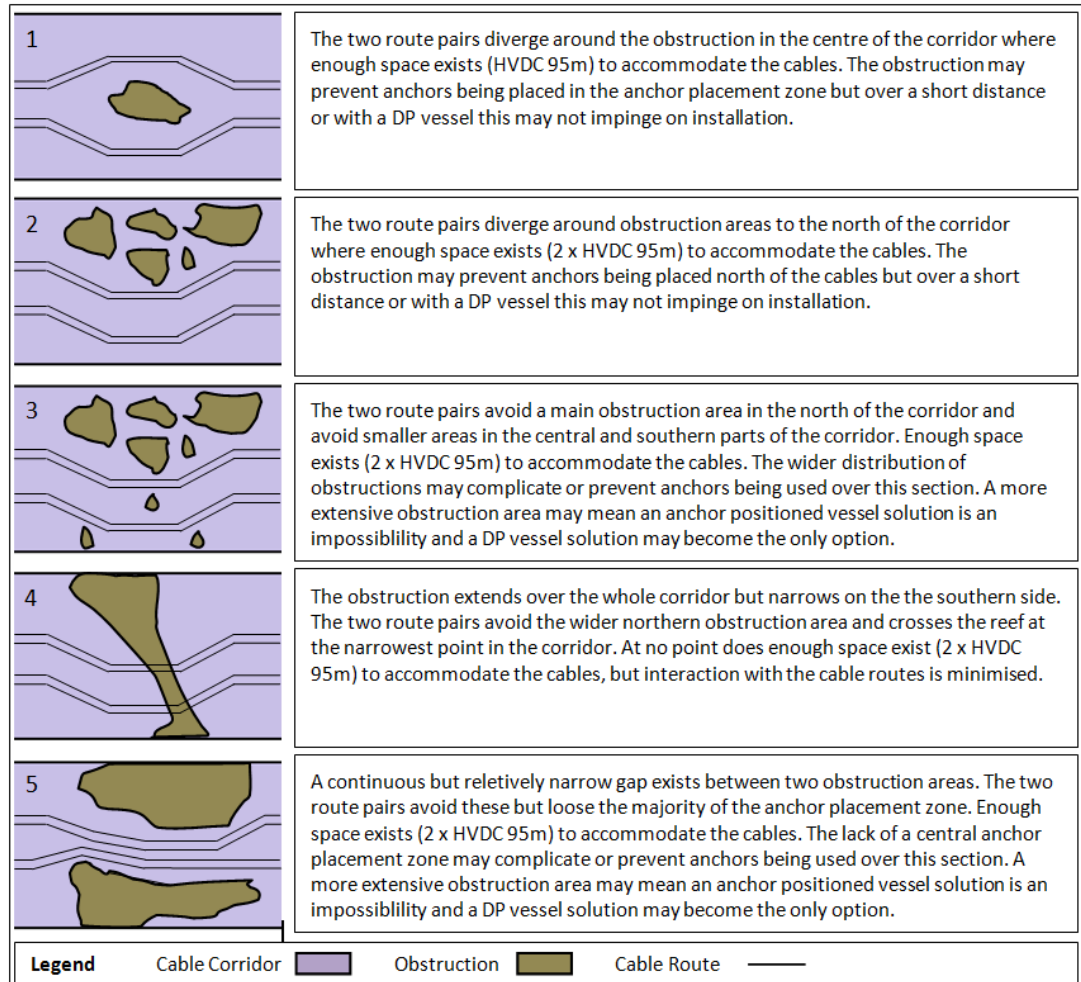 1
The two route pairs diverge around the obstruction in the centre of the corridor where
enough space exists (HVDC 95m) to accommodate the cables. The obstruction may
prevent anchors being placed in the anchor placement zone but over a short distance
or with a DP vessel this may not impinge on installation.
2
The two route pairs diverge around obstruction areas to the north of the corridor
where enough space exists (2 x HVDC 95m) to accommodate the cables. The
obstruction may prevent anchors being placed north of the cables but over a short
distance or with a DP vessel this may not impinge on installation.
3
The two route pairs avoid a main obstruction area in the north of the corridor and
avoid smaller areas in the central and southern parts of the corridor. Enough space
exists (2 x HVDC 95m) to accommodate the cables. The wider distribution of
obstructions may complicate or prevent anchors being used over this section. A more
extensive obstruction area may mean an anchor positioned vessel solution is an
impossiblility and a DP vessel solution may become the only option.
4
The obstruction extends over the whole corridor but narrows on the the southern side.
The two route pairs avoid the wider northern obstruction area and crosses the reef at
the narrowest point in the corridor. At no point does enough space exist (2 x HVDC
95m) to accommodate the cables, but interaction with the cable routes is minimised.
5
A continuous but reletively narrow gap exists between two obstruction areas. The two
route pairs avoid these but loose the majority of the anchor placement zone. Enough
space exists (2 x HVDC 95m) to accommodate the cables. The lack of a central anchor
placement zone may complicate or prevent anchors being used over this section. A
more extensive obstruction area may mean an anchor positioned vessel solution is an
impossiblility and a DP vessel solution may become the only option.
Legend Cable Corridor Obstruction Cable Route